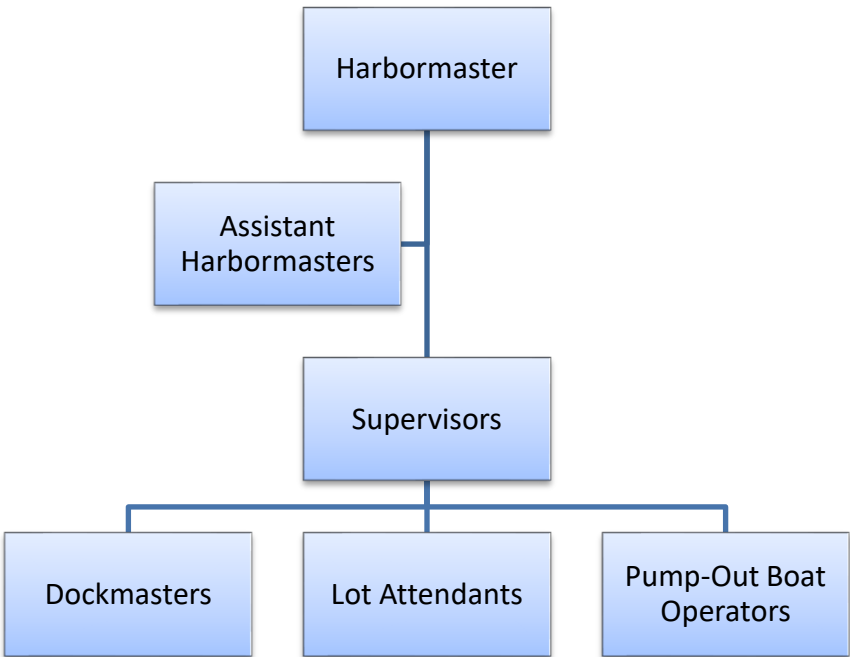 Harbormaster
Assistant
Harbormasters
Supervisors
Dockmasters
Lot Attendants
Pump-Out Boat
Operators